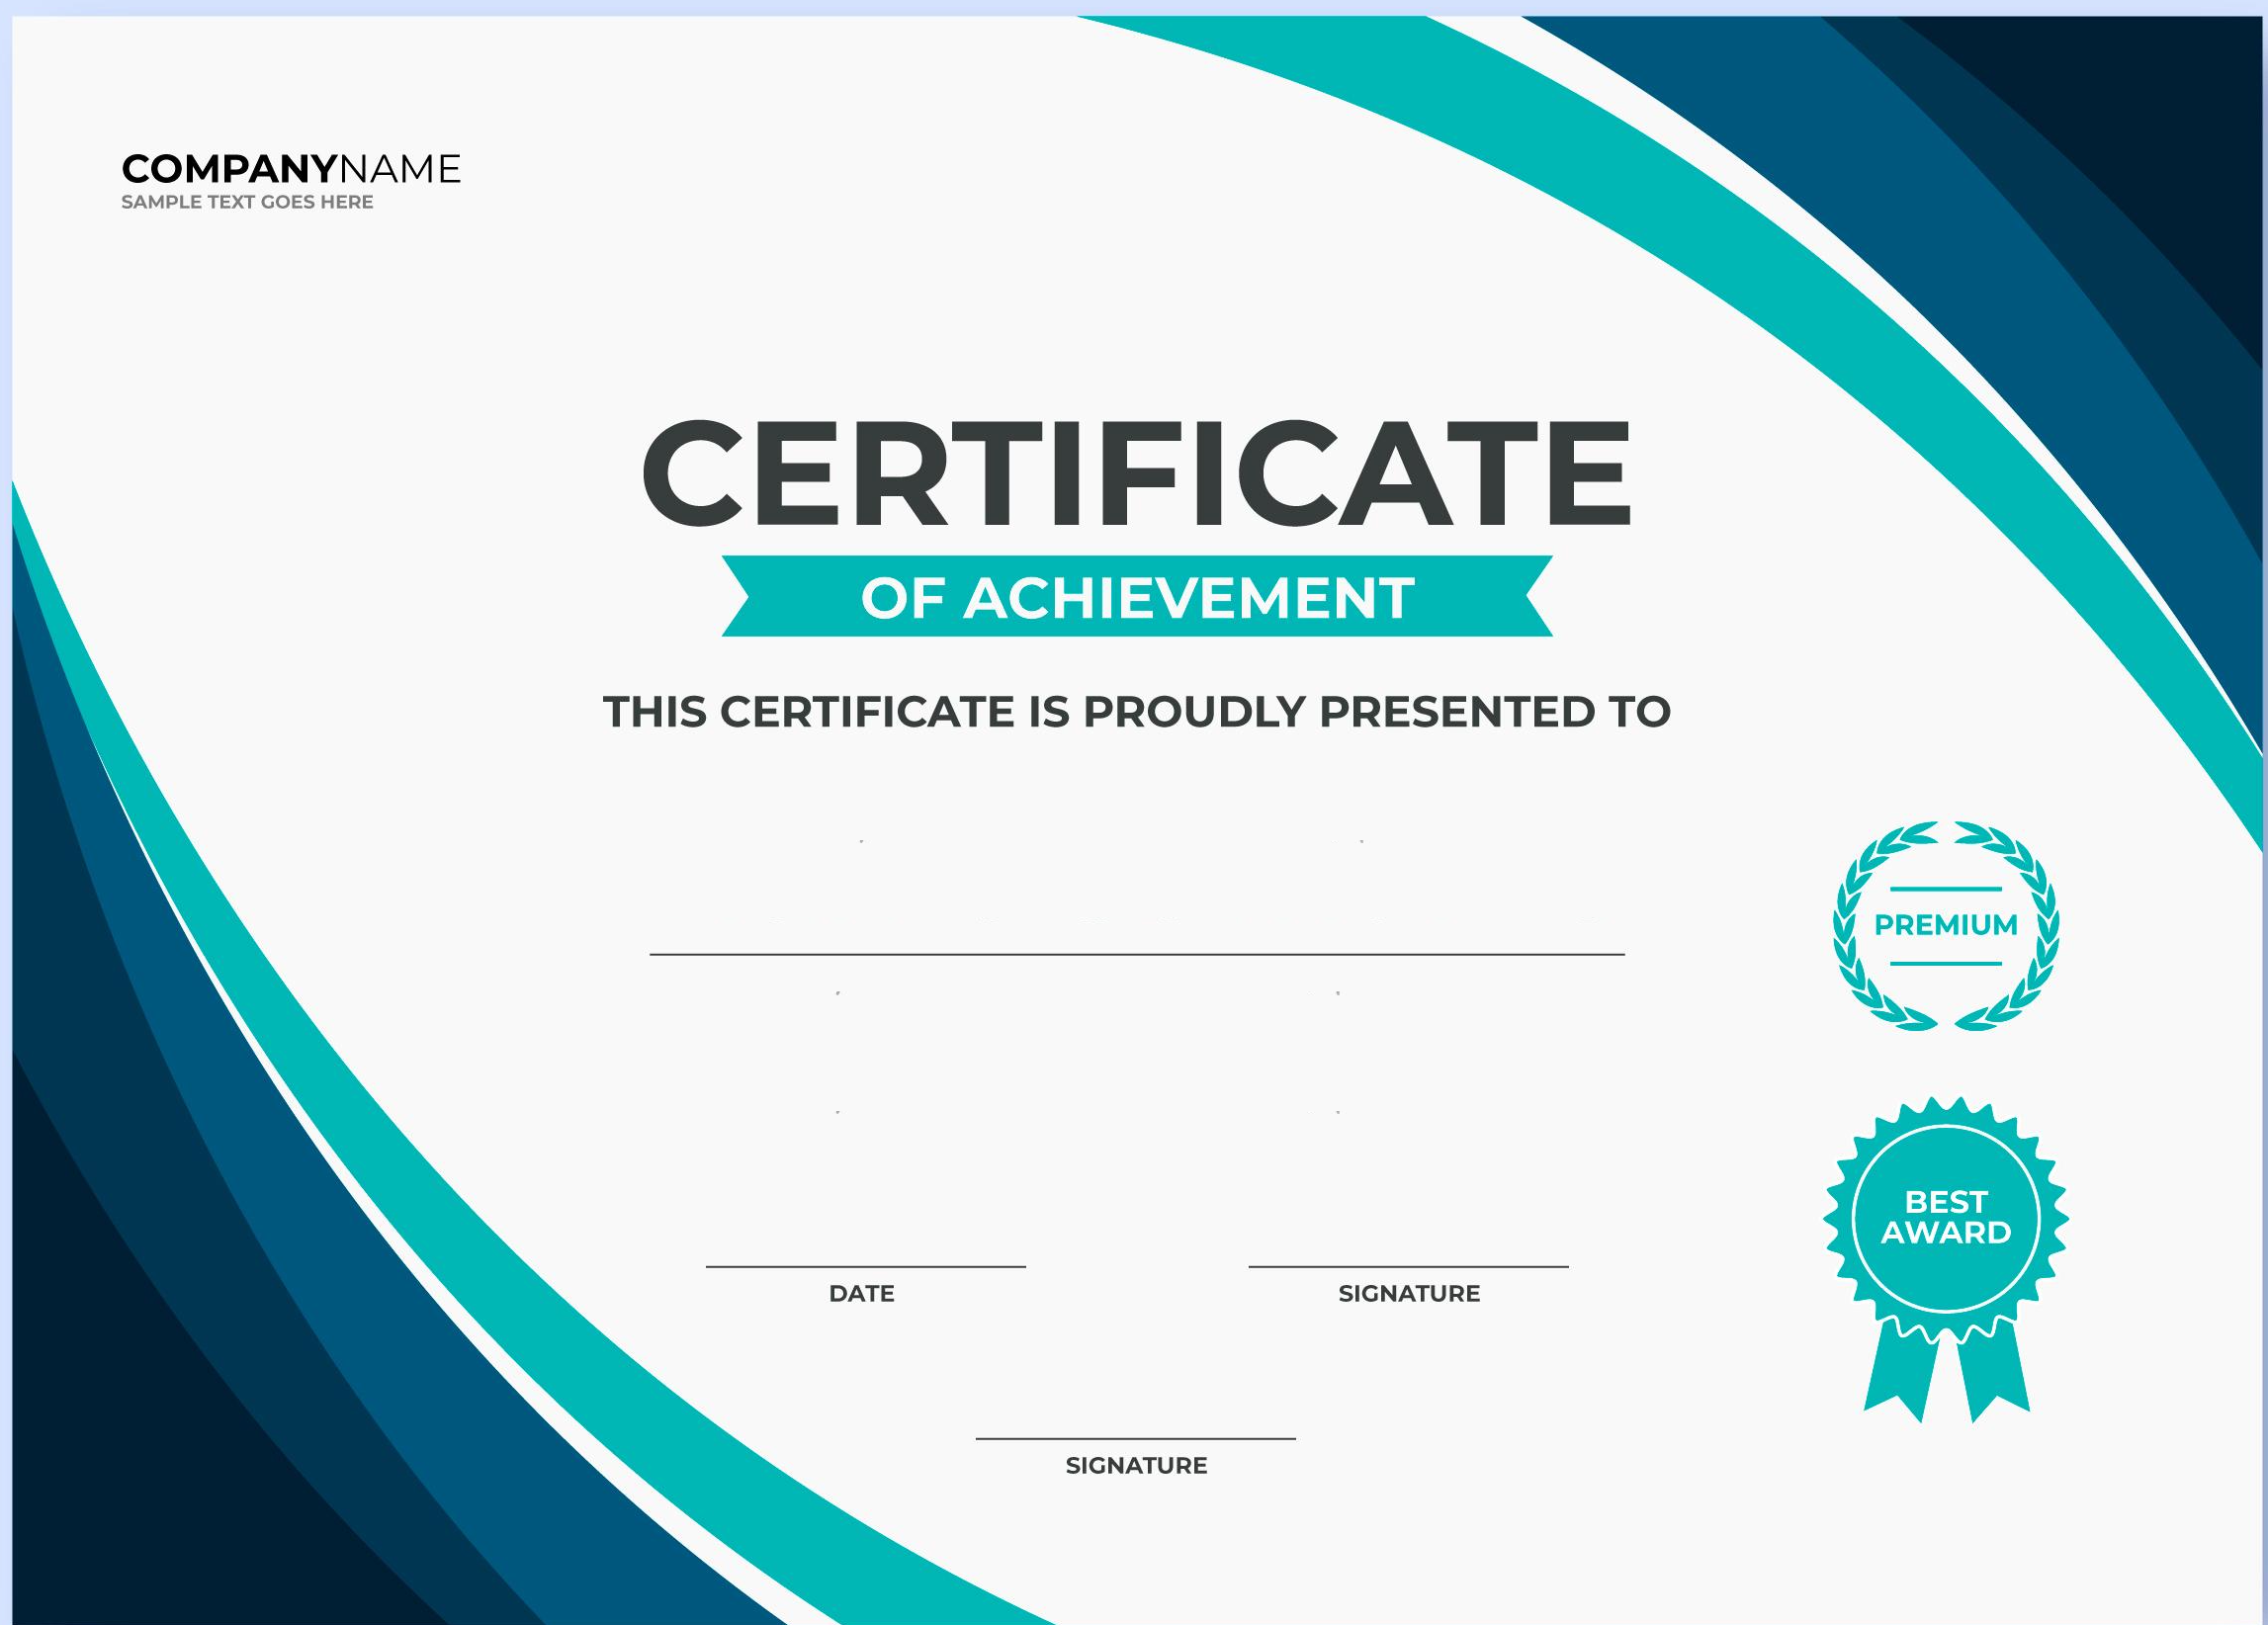 COMPANYNAME
SAMPLE TEXT GOES HERE
CERTIFICATE
OF ACHIEVEMENT
THIS CERTIFICATE IS PROUDLY PRESENTED TO
PREMIUM
BEST
AWARD
DATE
SIGNATURE
SIGNATURE